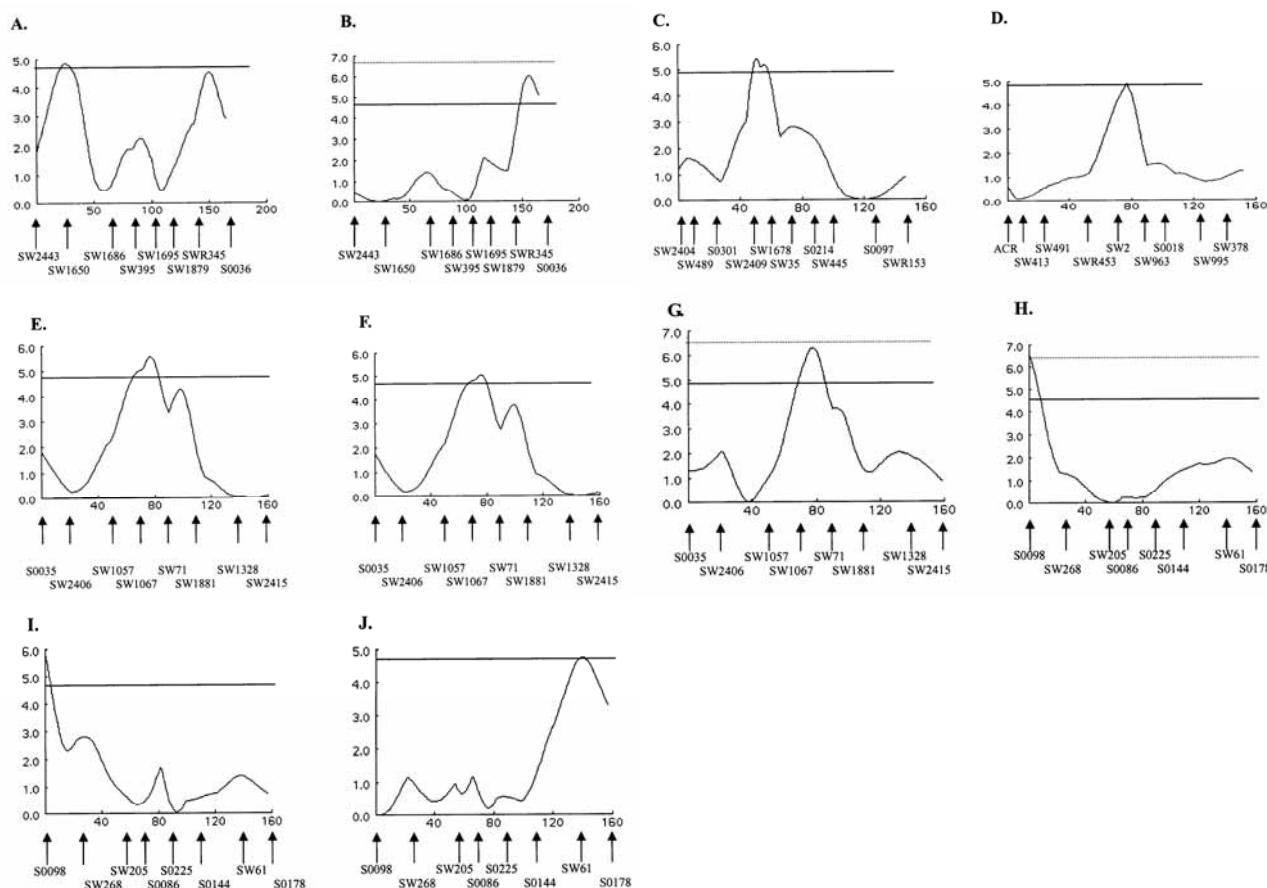 A.
5.0
4.0
3.0
2.0
1.0
0.0
50 100 150 200
SW2443 SW1686 SW1695 SWR345
SW1650 SW395 SW1879 S0036
B.
7.0
6.0
5.0
4.0
3.0
2.0
1.0
0.0
50 100 150 200
SW2443 SW1686 SW1695 SWR345
SW1650 SW395 SW1879 S0036
C.
6.0
5.0
4.0
3.0
2.0
1.0
0.0
40 80 120 160
SW2404 S0301 SW1678 S0214 S0097
SW489 SW2409 SW35 SW445 SWR153
D.
5.0
4.0
3.0
2.0
1.0
0.0
40 80 120 160
ACR SW491 SW2 S0018 SW378
SW413 SWR453 SW963 SW995
E.
6.0
5.0
4.0
3.0
2.0
1.0
0.0
40 80 120 160
S0035 SW1057 SW71 SW1328
SW2406 SW1067 SW1881 SW2415
F.
6.0
5.0
4.0
3.0
2.0
1.0
0.0
40 80 120 160
S0035 SW1057 SW71 SW1328
SW2406 SW1067 SW1881 SW2415
G.
7.0
6.0
5.0
4.0
3.0
2.0
1.0
0.0
40 80 120 160
S0035 SW1057 SW71 SW1328
SW2406 SW1067 SW1881 SW2415
H.
7.0
6.0
5.0
4.0
3.0
2.0
1.0
0.0
40 80 120 160
S0098 SW205 S0225 SW61
SW268 S0086 S0144 S0178
I.
6.0
5.0
4.0
3.0
2.0
1.0
0.0
40 80 120 160
S0098 SW205 S0225 SW61
SW268 S0086 S0144 S0178
J.
5.0
4.0
3.0
2.0
1.0
0.0
40 80 120 160
S0098 SW205 S0225 SW61
SW268 S0086 S0144 S0178